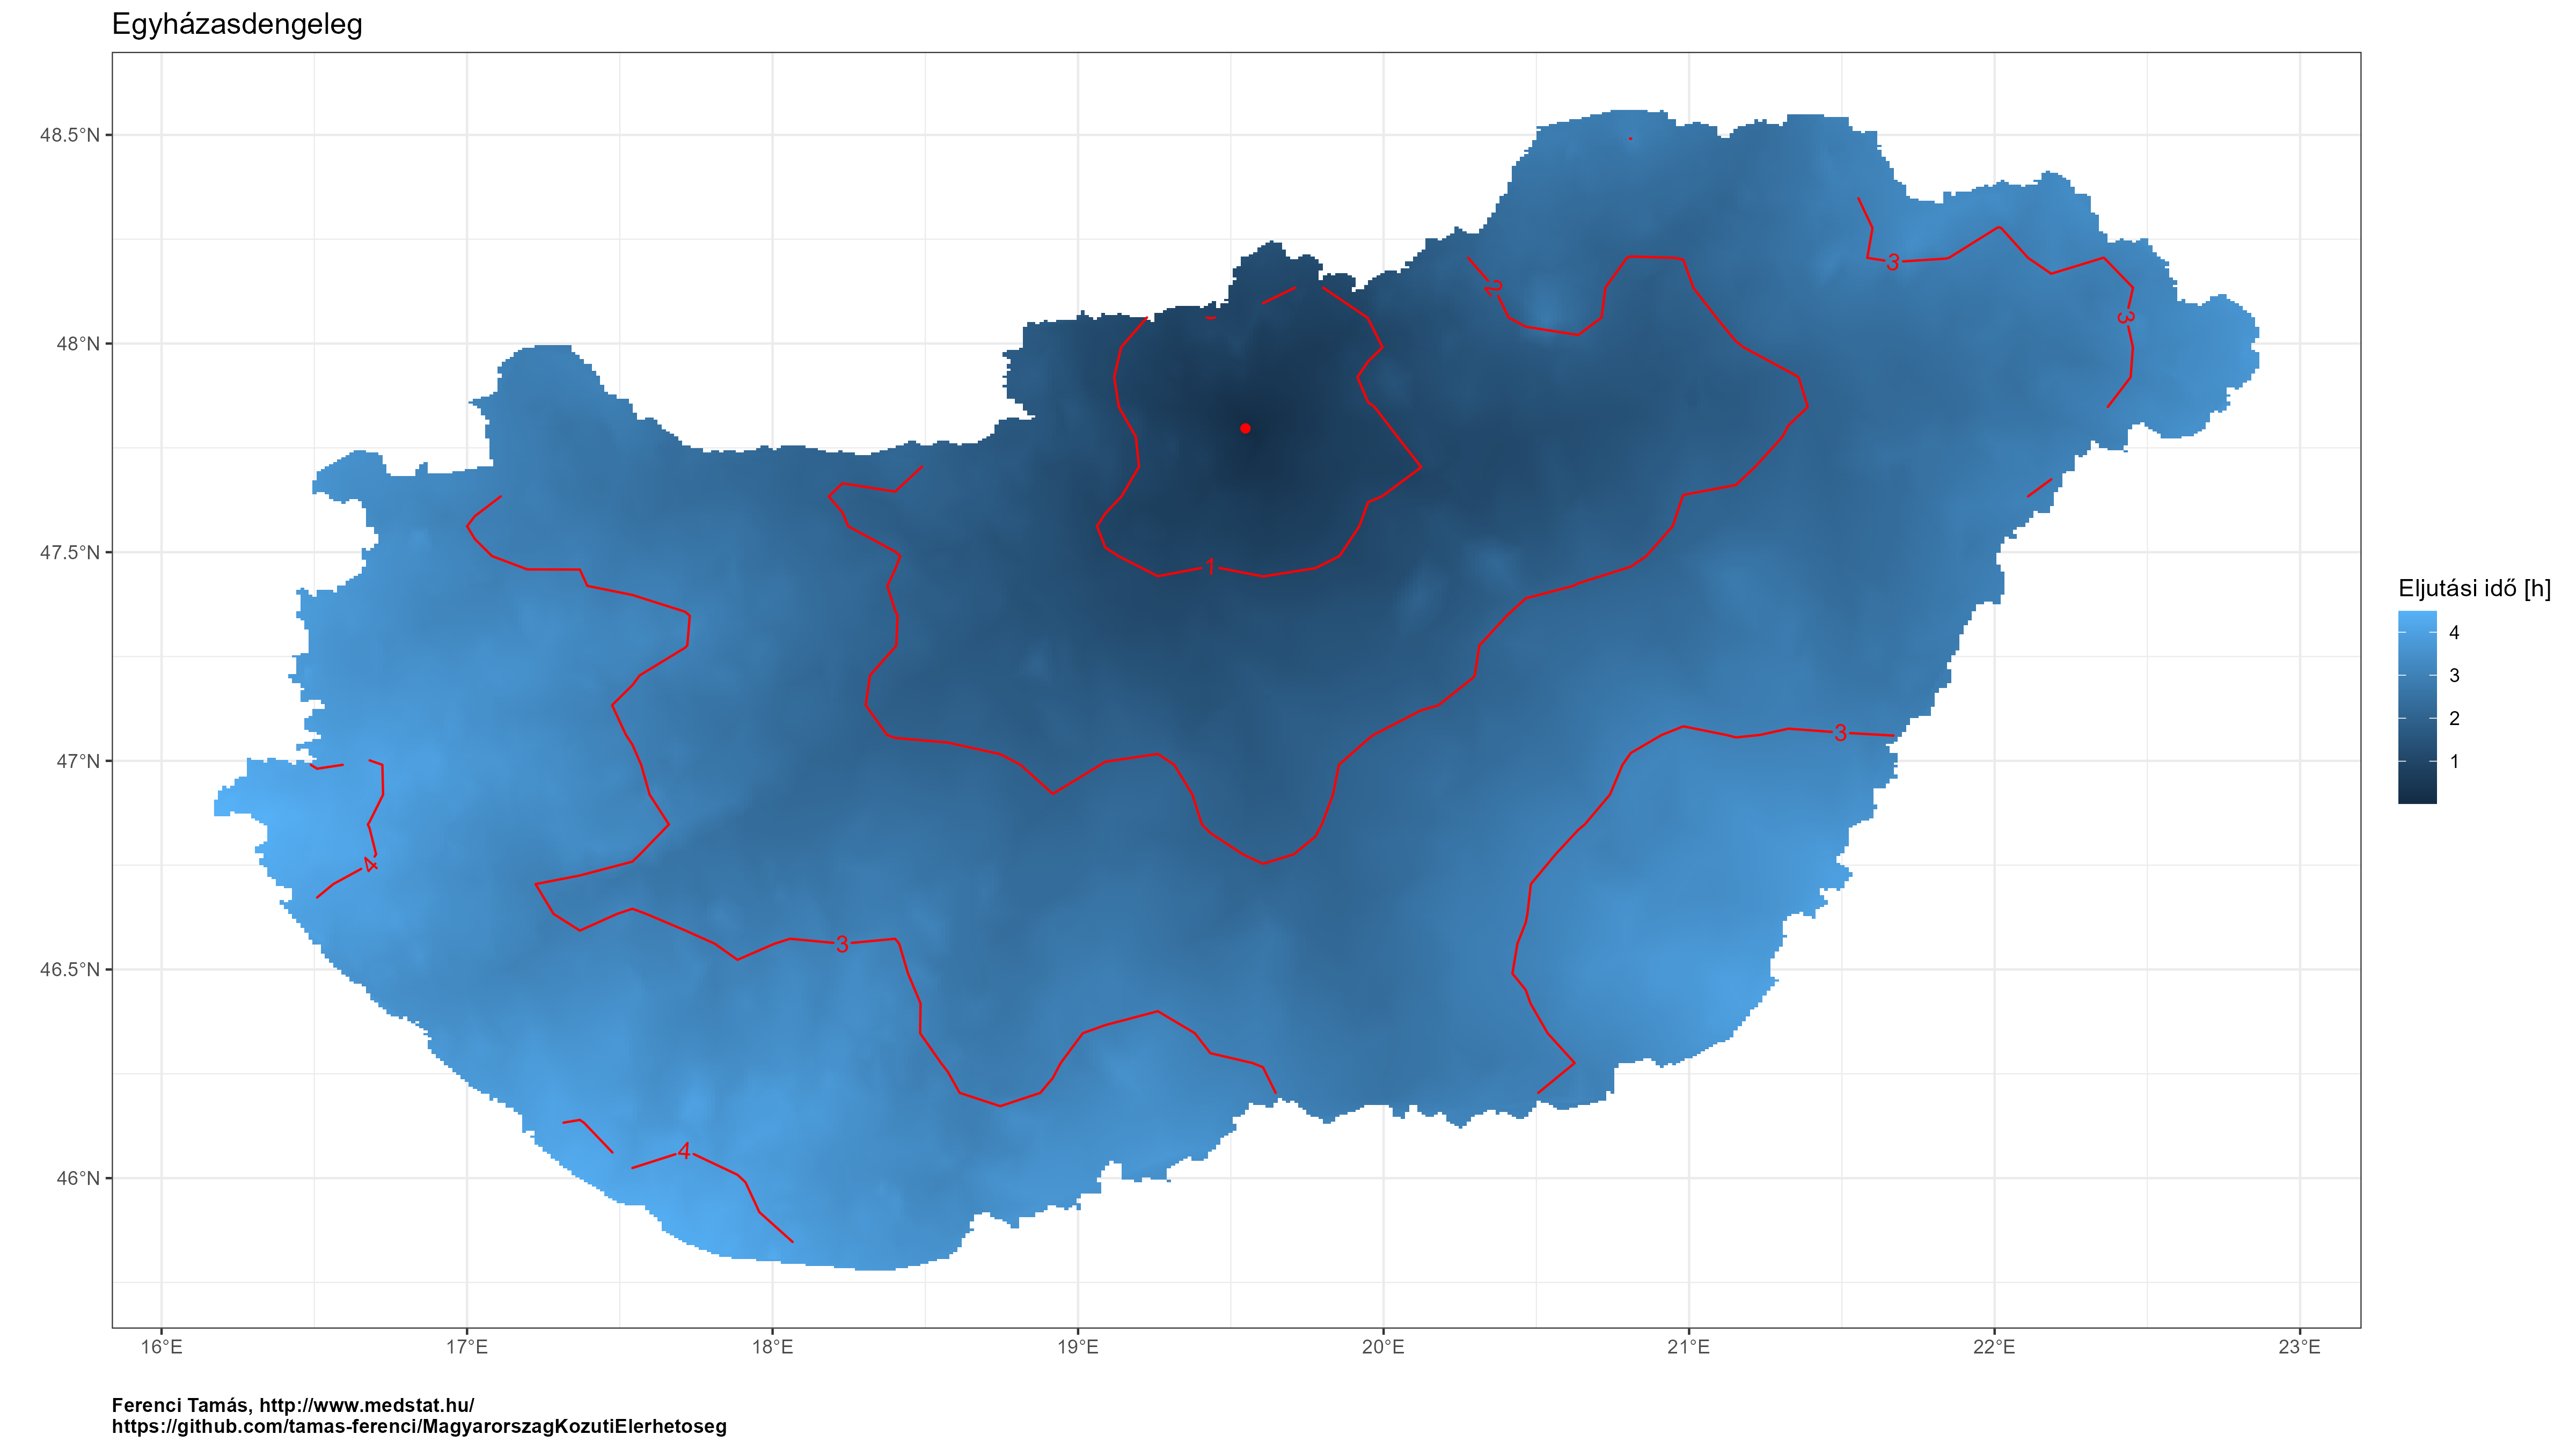 Egyházasdengeleg
48.5°N
48°N
47.5°N
47°N
46.5°N
46°N
16°E 17°E 18°E 19°E 20°E 21°E 22°E 23°E
2
3
3
1
3
4
3
4
Eljutási idő [h]
4
3
2
1
Ferenci Tamás, http://www.medstat.hu/
https://github.com/tamas-ferenci/MagyarorszagKozutiElerhetoseg